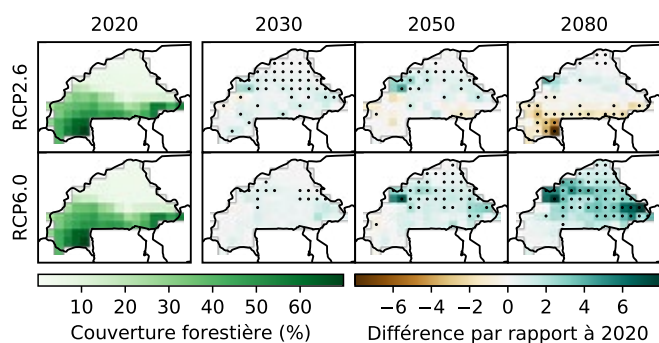 2020 2030 2050 2080
RCP2.6
RCP6.0
10 20 30 40 50 60 −6 −4 −2 0 2 4 6
Couverture forestière (%) Différence par rapport à 2020